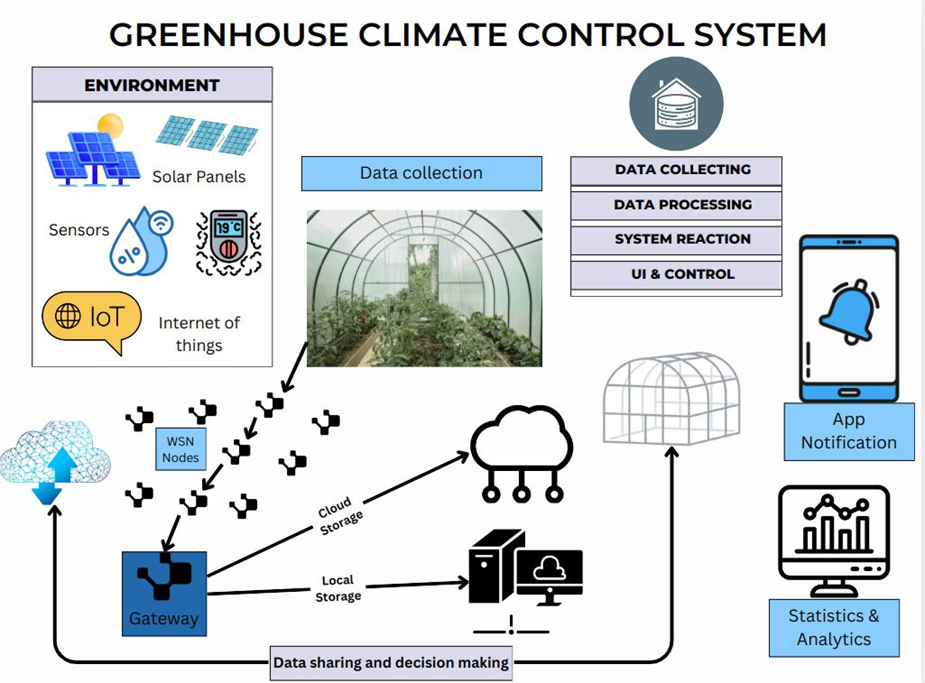 GREENHOUSE CLIMATE CONTROL SYSTEM
ENVIRONMENT
Solar Panels
Sensors
%
19°C
IoT
Internet of
things
Data collection
DATA COLLECTING
DATA PROCESSING
SYSTEM REACTION
UI & CONTROL
App
Notification
WSN
Nodes
Cloud
Storage
Local
Storage
Gateway
Statistics &
Analytics
Data sharing and decision making